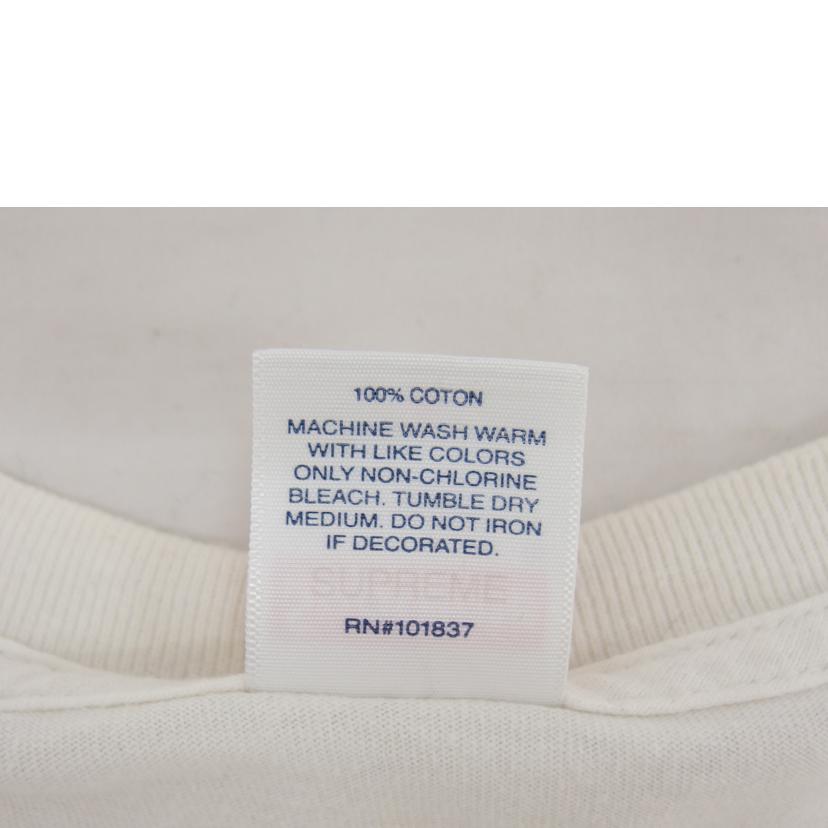 100% COTON
MACHINE WASH WARM
WITH LIKE COLORS
ONLY NON-CHLORINE
BLEACH. TUMBLE DRY
MEDIUM. DO NOT IRON
IF DECORATED.
SUPREME
RN#101837